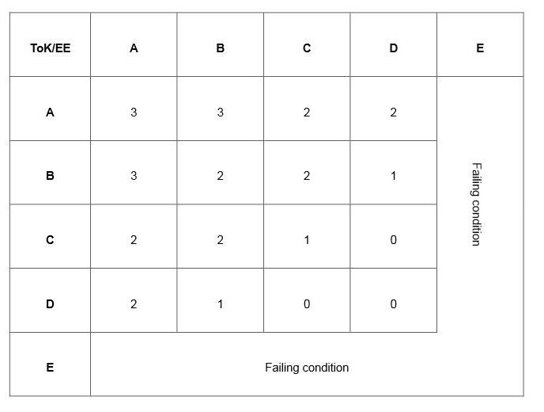 ToK/EE A B C D E
A 3 3 2 2
B 3 2 2 1
Failing condition
C 2 2 1 0
D 2 1 0 0
E Failing condition